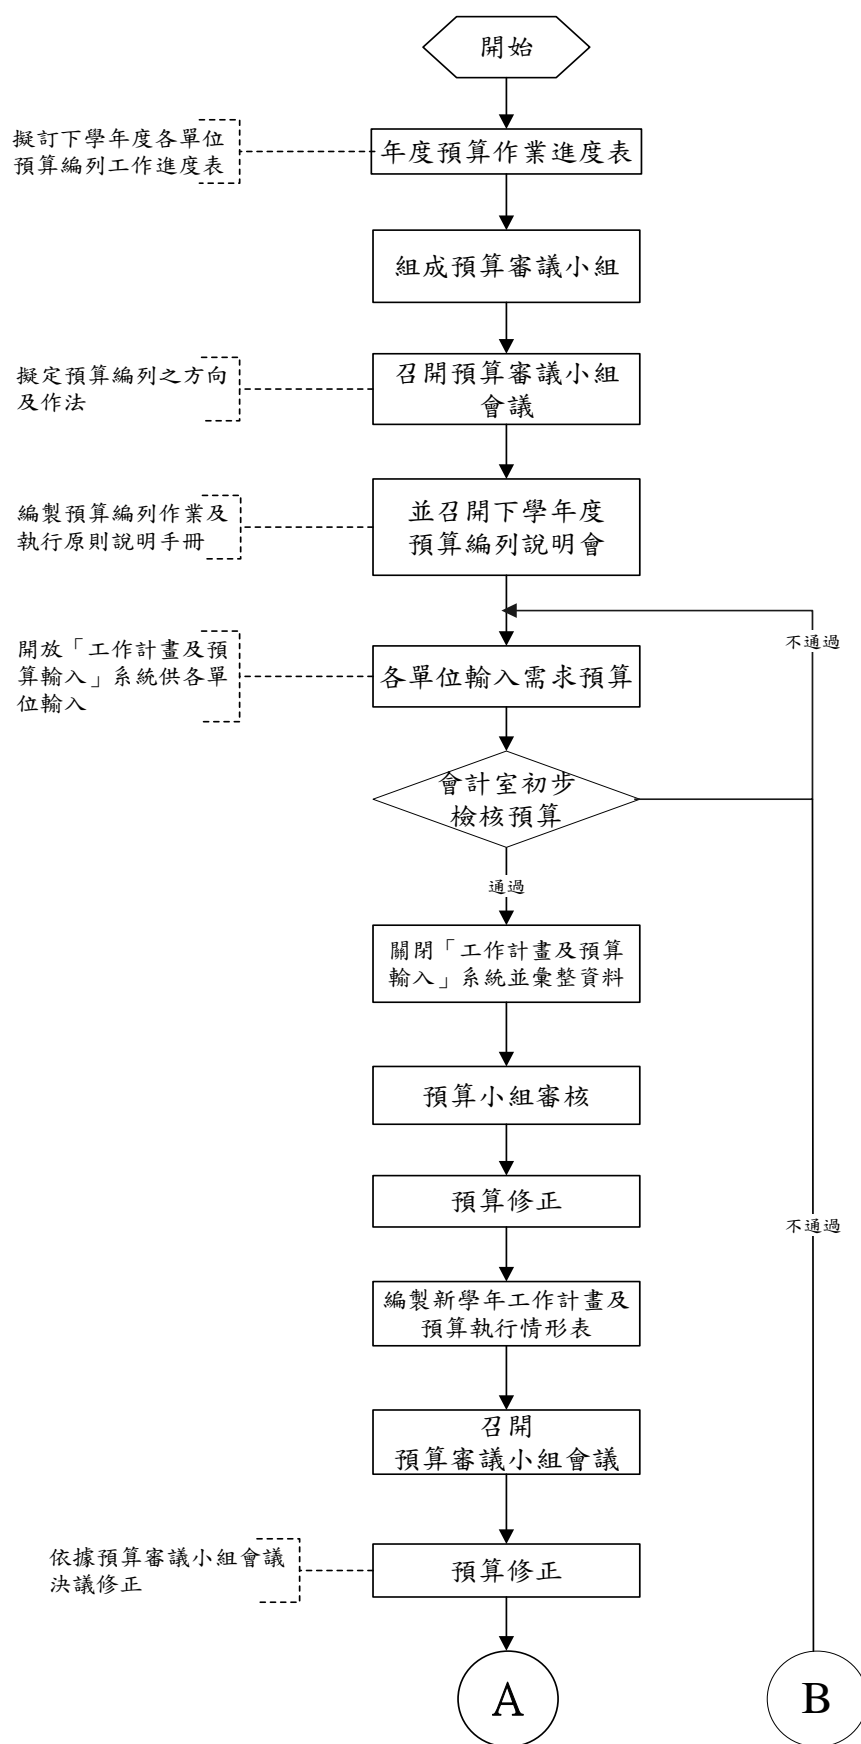 開始
擬訂下學年度各單位
預算編列工作進度表
年度預算作業進度表
組成預算審議小組
擬定預算編列之方向
及作法
召開預算審議小組
會議
編製預算編列作業及
執行原則說明手冊
並召開下學年度
預算編列說明會
不通過
開放「工作計畫及預
算輸入」系統供各單
位輸入
各單位輸入需求預算
會計室初步
檢核預算
通過
關閉「工作計畫及預算
輸入」系統並彙整資料
預算小組審核
預算修正
不通過
編製新學年工作計畫及
預算執行情形表
召開
預算審議小組會議
依據預算審議小組會議
決議修正
預算修正
A
B